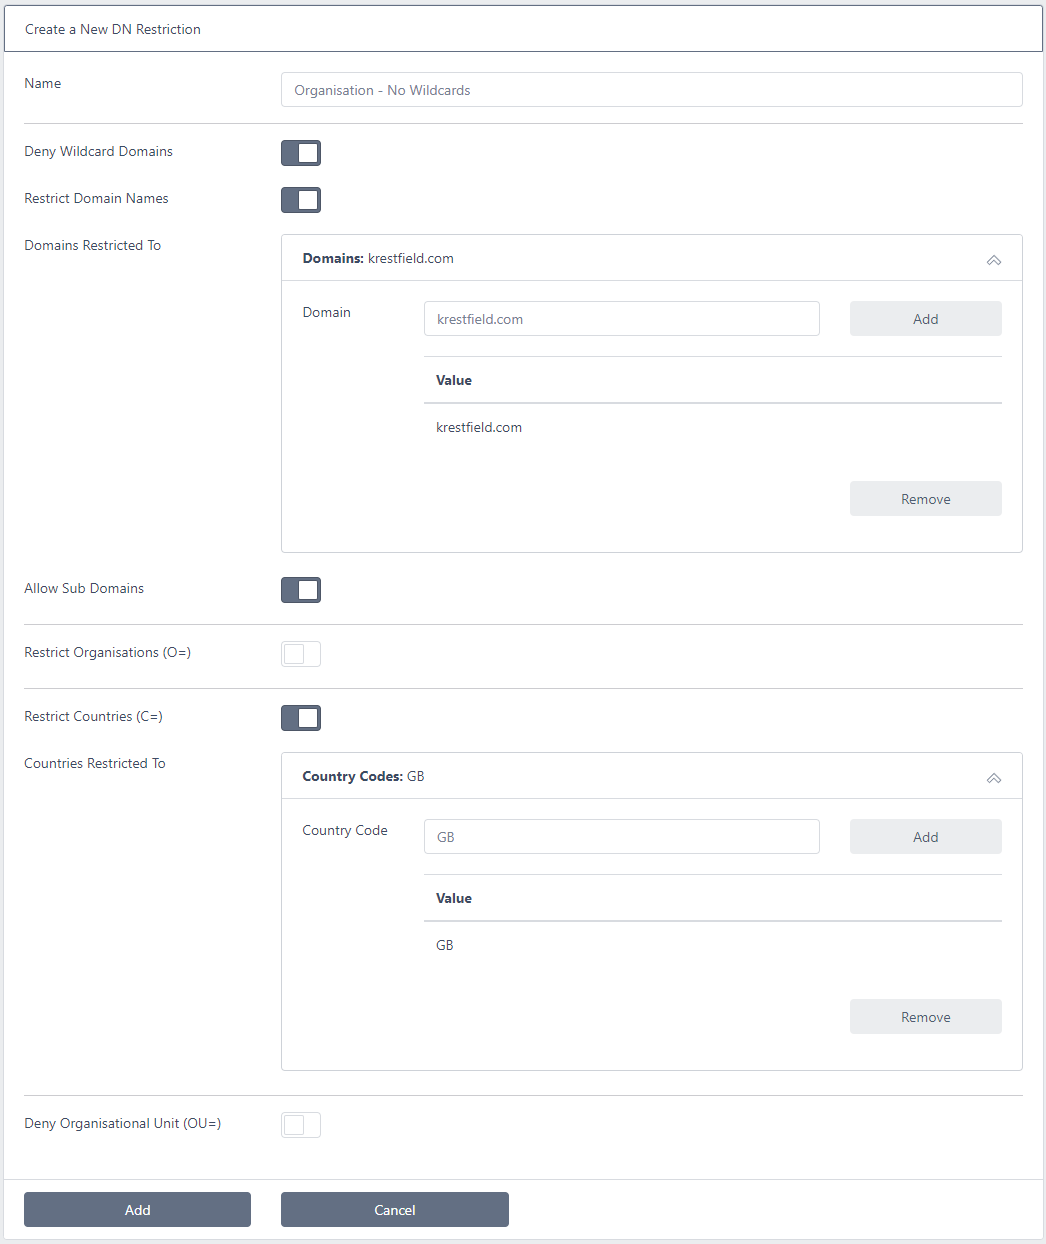 Create a New DN Restriction
Name
Organisation - No Wildcards
Deny Wildcard Domains
Restrict Domain Names
Domains Restricted To
Domains: krestfield.com
Domain
krestfield.com
Add
Value
krestfield.com
Remove
Allow Sub Domains
Restrict Organisations (O=)
Restrict Countries (C=)
Countries Restricted To
Country Codes: GB
Country Code
GB
Add
Value
GB
Remove
Deny Organisational Unit (OU=)
Add
Cancel